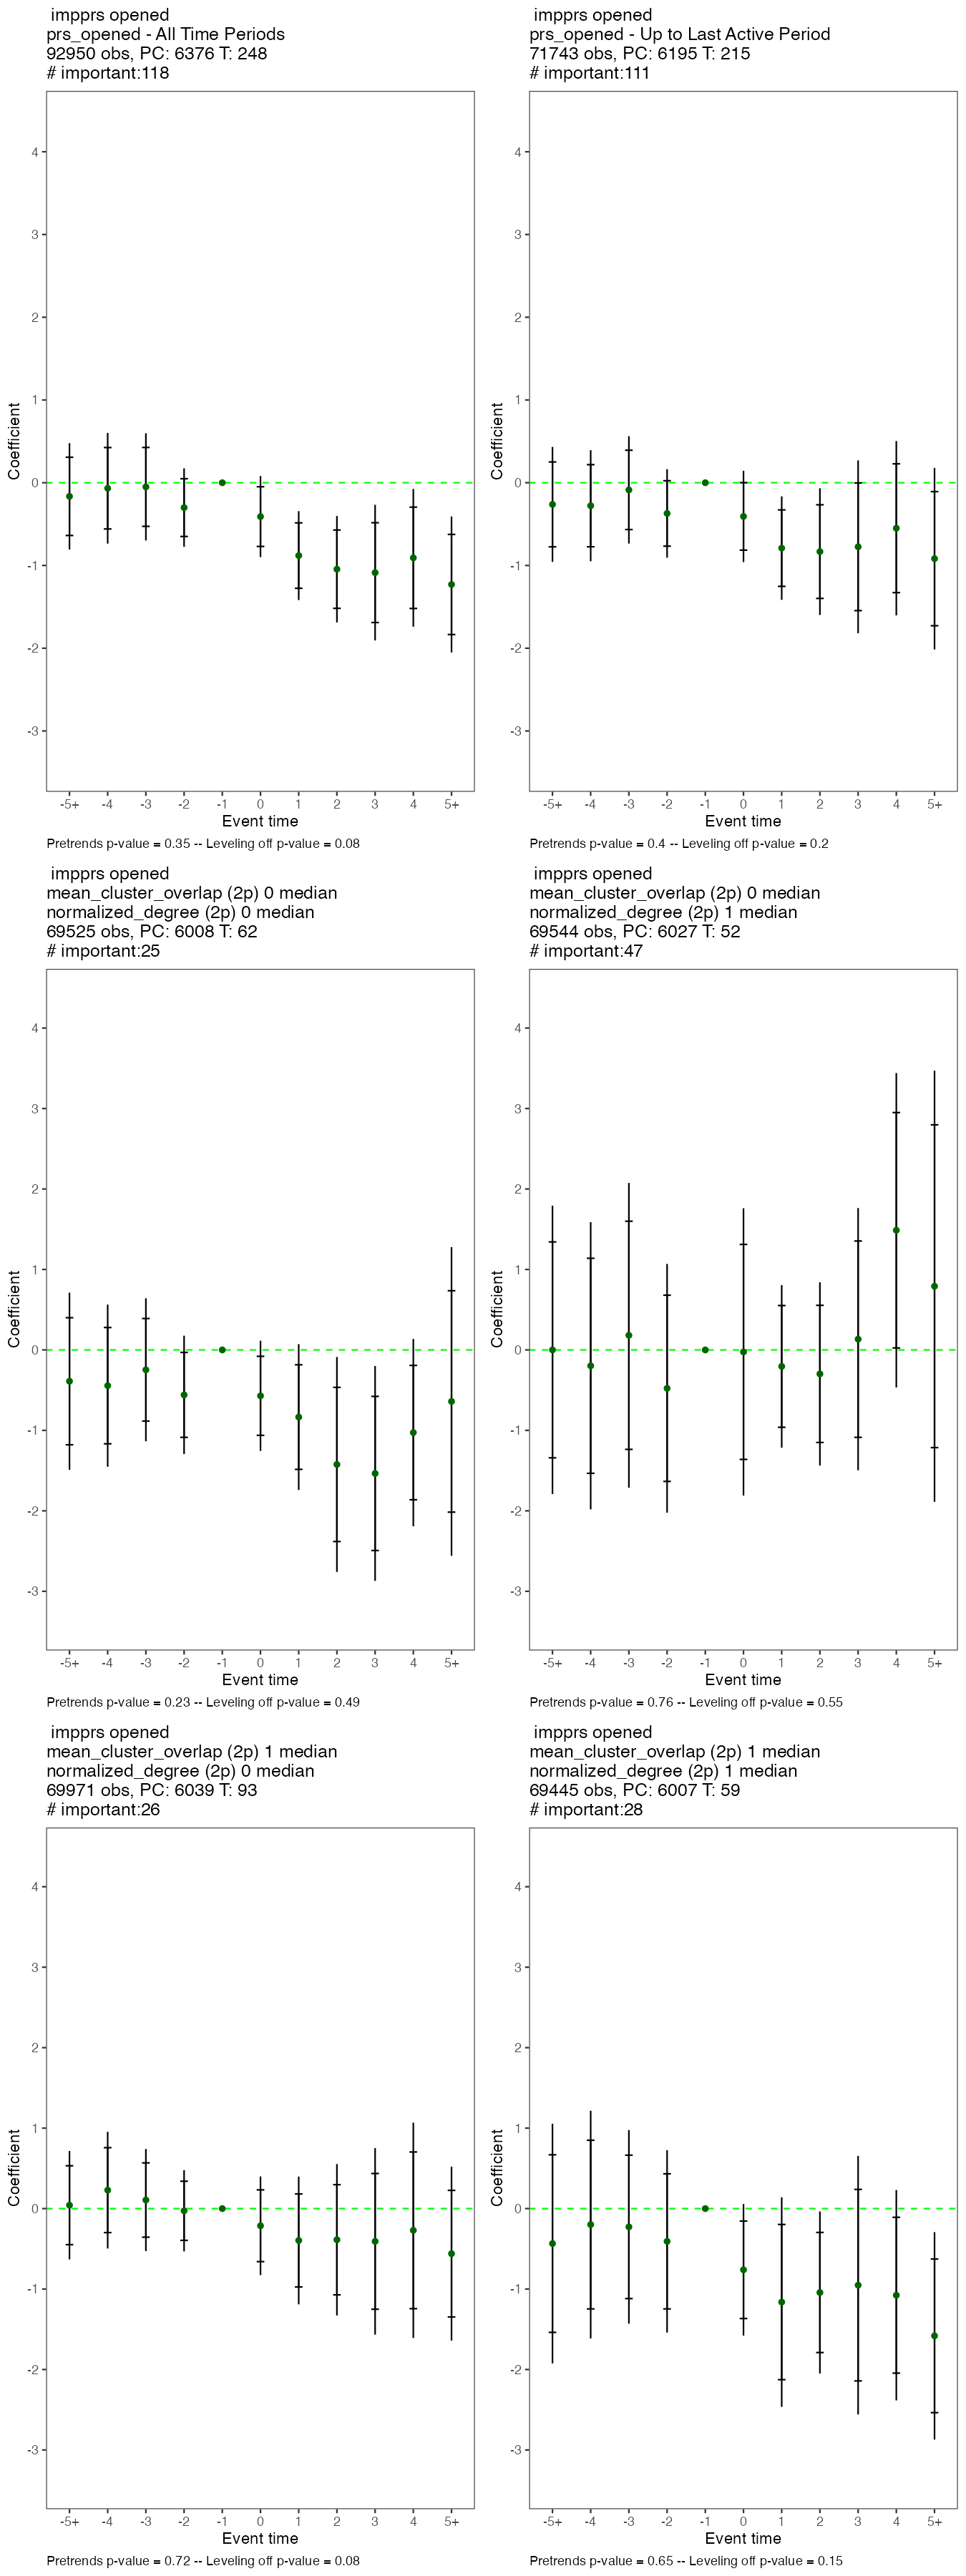 impprs opened
prs_opened - All Time Periods
92950 obs, PC: 6376 T: 248
# important:118
4
3
2
1
0
-1
-2
-3
Coefficient
-5+ -4 -3 -2 -1 0 1 2 3 4 5+
Event time
Pretrends p-value = 0.35 -- Leveling off p-value = 0.08
impprs opened
prs_opened - Up to Last Active Period
71743 obs, PC: 6195 T: 215
# important:111
4
3
2
1
0
-1
-2
-3
Coefficient
-5+ -4 -3 -2 -1 0 1 2 3 4 5+
Event time
Pretrends p-value = 0.4 -- Leveling off p-value = 0.2
impprs opened
mean_cluster_overlap (2p) 0 median
normalized_degree (2p) 0 median
69525 obs, PC: 6008 T: 62
# important:25
4
3
2
1
0
-1
-2
-3
Coefficient
-5+ -4 -3 -2 -1 0 1 2 3 4 5+
Event time
Pretrends p-value = 0.23 -- Leveling off p-value = 0.49
impprs opened
mean_cluster_overlap (2p) 0 median
normalized_degree (2p) 1 median
69544 obs, PC: 6027 T: 52
# important:47
4
3
2
1
0
-1
-2
-3
Coefficient
-5+ -4 -3 -2 -1 0 1 2 3 4 5+
Event time
Pretrends p-value = 0.76 -- Leveling off p-value = 0.55
impprs opened
mean_cluster_overlap (2p) 1 median
normalized_degree (2p) 0 median
69971 obs, PC: 6039 T: 93
# important:26
4
3
2
1
0
-1
-2
-3
Coefficient
-5+ -4 -3 -2 -1 0 1 2 3 4 5+
Event time
Pretrends p-value = 0.72 -- Leveling off p-value = 0.08
impprs opened
mean_cluster_overlap (2p) 1 median
normalized_degree (2p) 1 median
69445 obs, PC: 6007 T: 59
# important:28
4
3
2
1
0
-1
-2
-3
Coefficient
-5+ -4 -3 -2 -1 0 1 2 3 4 5+
Event time
Pretrends p-value = 0.65 -- Leveling off p-value = 0.15